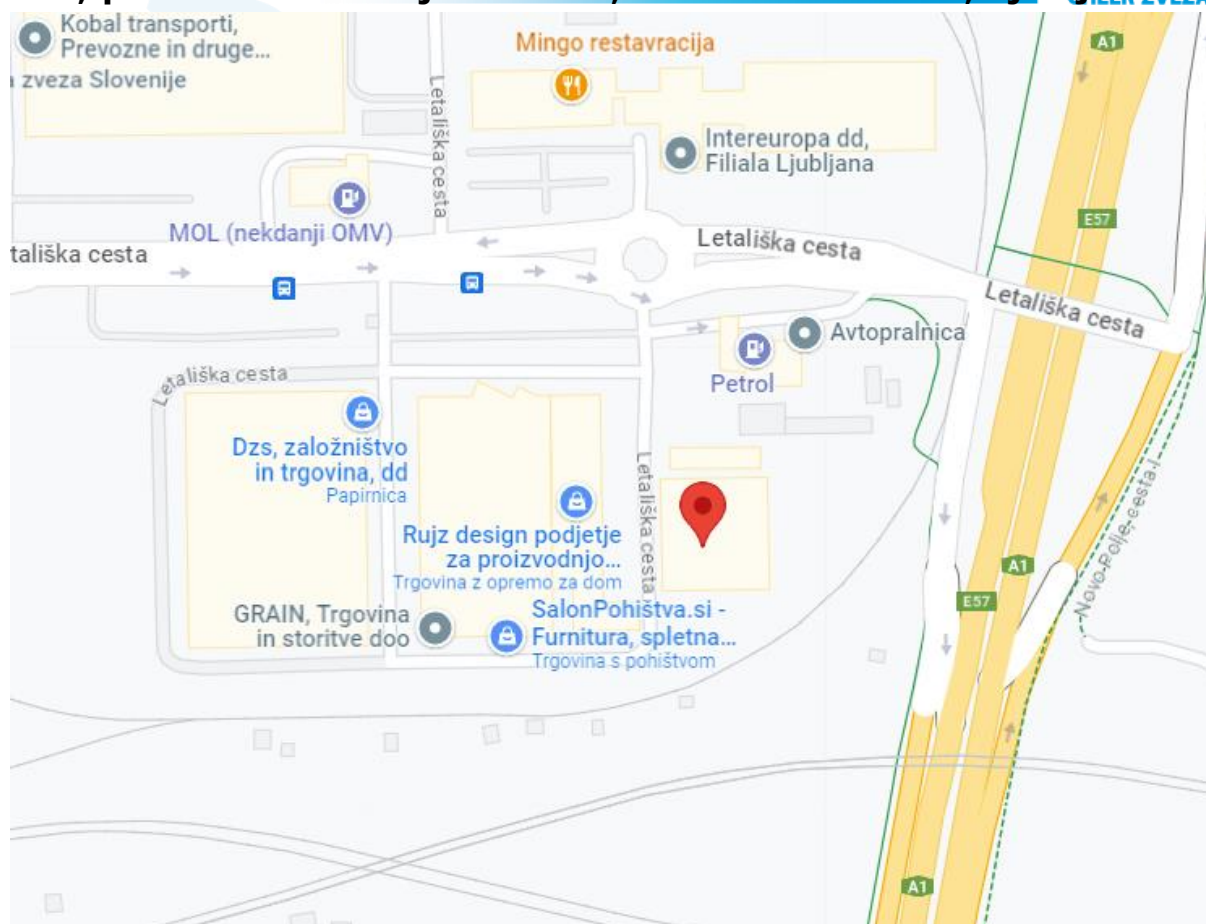 Kobal transporti,
Prevozne in druge...
zveza Slovenije
Mingo restavracija
A1
Letališka cesta
Intereuropa dd,
Filiala Ljubljana
E57
MOL (nekdanji OMV)
tališka cesta
Letališka cesta
Letališka cesta
Avtopralnica
Petrol
Letališka cesta
Dzs, založništvo
in trgovina, dd
Papirnica
Letališka cesta
Rujz design podjetje
za proizvodnjo...
Trgovina z opremo za dom
A1
E57
Novo Polje, cesta I
GRAIN, Trgovina
in storitve doo
SalonPohištva.si -
Furnitura, spletna...
Trgovina s pohištvom
A1